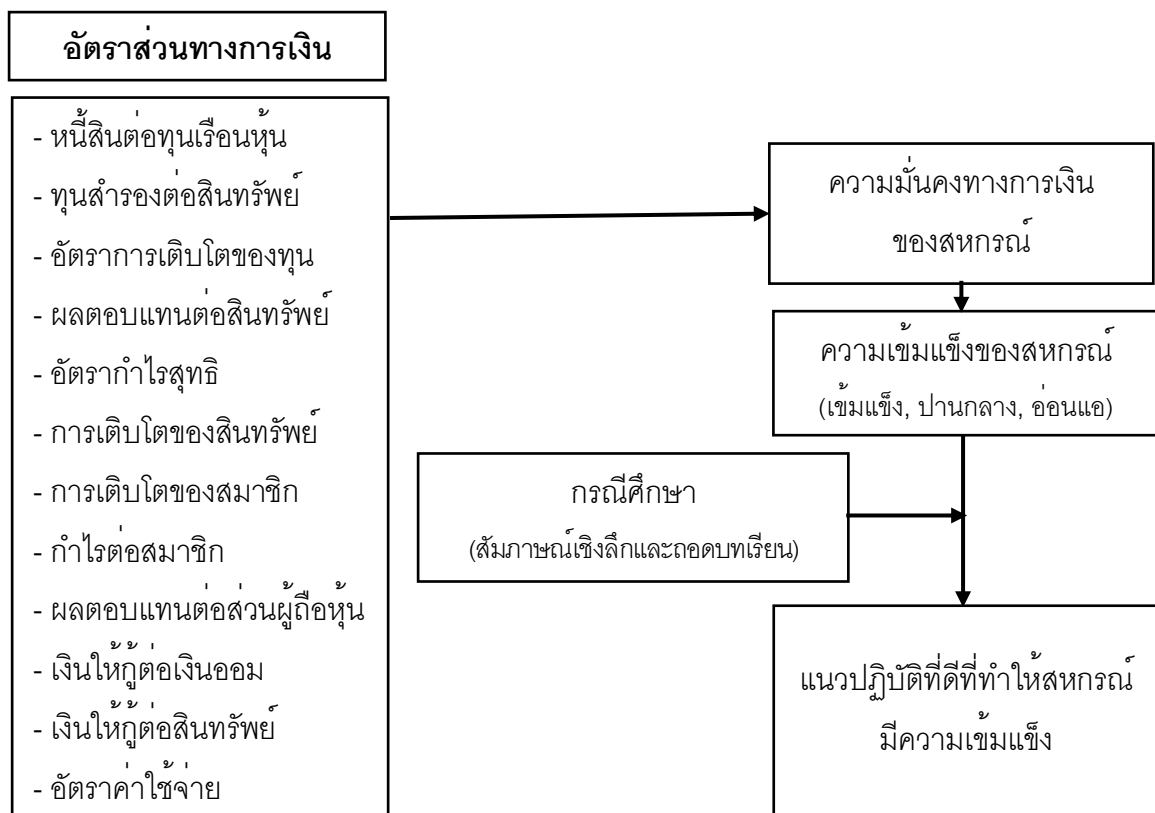 อัตราส่วนทางการเงิน
- หนี้สินต่อทุนเรือนหุ้น
- ทุนสำรองต่อสินทรัพย์
- อัตราการเติบโตของทุน
- ผลตอบแทนต่อสินทรัพย์
- อัตรากำไรสุทธิ
- การเติบโตของสินทรัพย์
- การเติบโตของสมาชิก
- กำไรต่อสมาชิก
- ผลตอบแทนต่อส่วนผู้ถือหุ้น
- เงินให้กู้ต่อเงินออม
- เงินให้กู้ต่อสินทรัพย์
- อัตราค่าใช้จ่าย
ความมั่นคงทางการเงิน
ของสหกรณ์
ความเข้มแข็งของสหกรณ์
(เข้มแข็ง, ปานกลาง, อ่อนแอ)
กรณีศึกษา
(สัมภาษณ์เชิงลึกและถอดบทเรียน)
แนวปฏิบัติที่ดีที่ทำให้สหกรณ์
มีความเข้มแข็ง